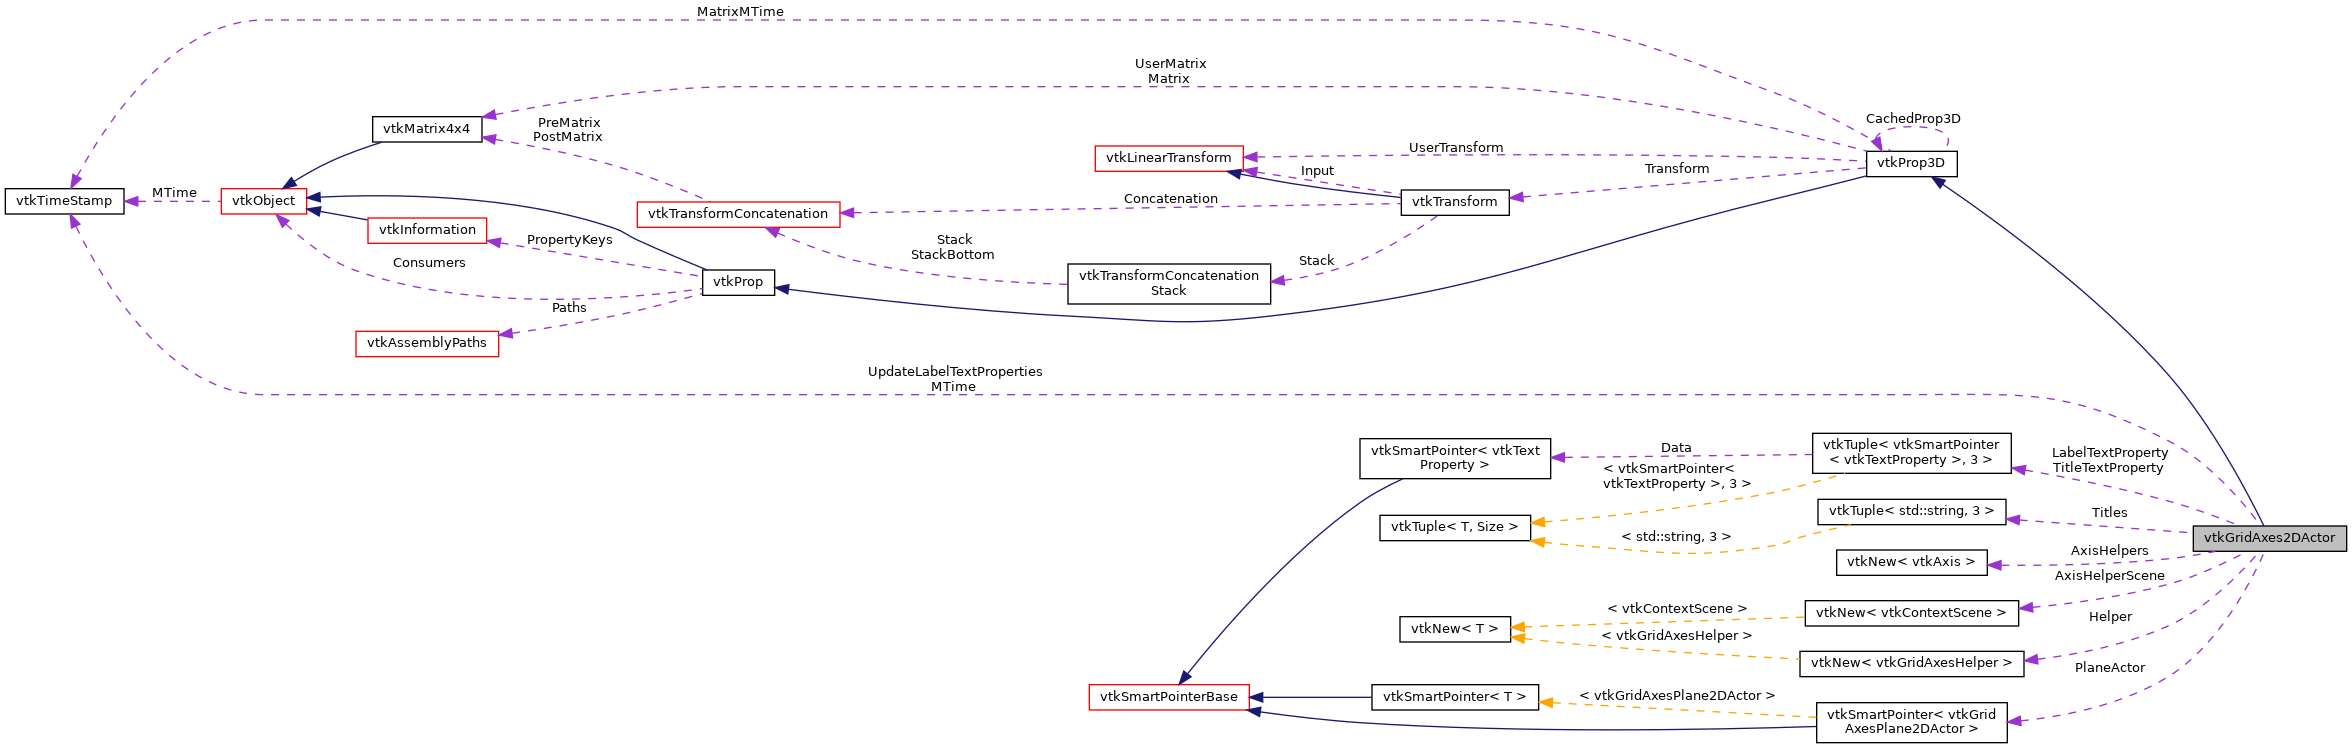 MatrixMTime
UserMatrix
Matrix
CachedProp3D
PreMatrix
PostMatrix
vtkMatrix4x4
UserTransform
vtkLinearTransform
vtkProp3D
Input
Transform
MTime
vtkTimeStamp
vtkObject
Concatenation
vtkTransform
vtkTransformConcatenation
vtkInformation
PropertyKeys
Stack
StackBottom
Consumers
Stack
vtkProp
vtkTransformConcatenation
Stack
Paths
vtkAssemblyPaths
UpdateLabelTextProperties
MTime
vtkSmartPointer< vtkText
Property >
Data
vtkTuple< vtkSmartPointer
< vtkTextProperty >, 3 >
LabelTextProperty
TitleTextProperty
< vtkSmartPointer<
vtkTextProperty >, 3 >
vtkTuple< T, Size >
vtkTuple< std::string, 3 >
Titles
< std::string, 3 >
vtkGridAxes2DActor
AxisHelpers
vtkNew< vtkAxis >
AxisHelperScene
< vtkContextScene >
vtkNew< vtkContextScene >
Helper
vtkNew< T >
< vtkGridAxesHelper >
vtkNew< vtkGridAxesHelper >
PlaneActor
vtkSmartPointerBase
vtkSmartPointer< T >
< vtkGridAxesPlane2DActor >
vtkSmartPointer< vtkGrid
AxesPlane2DActor >